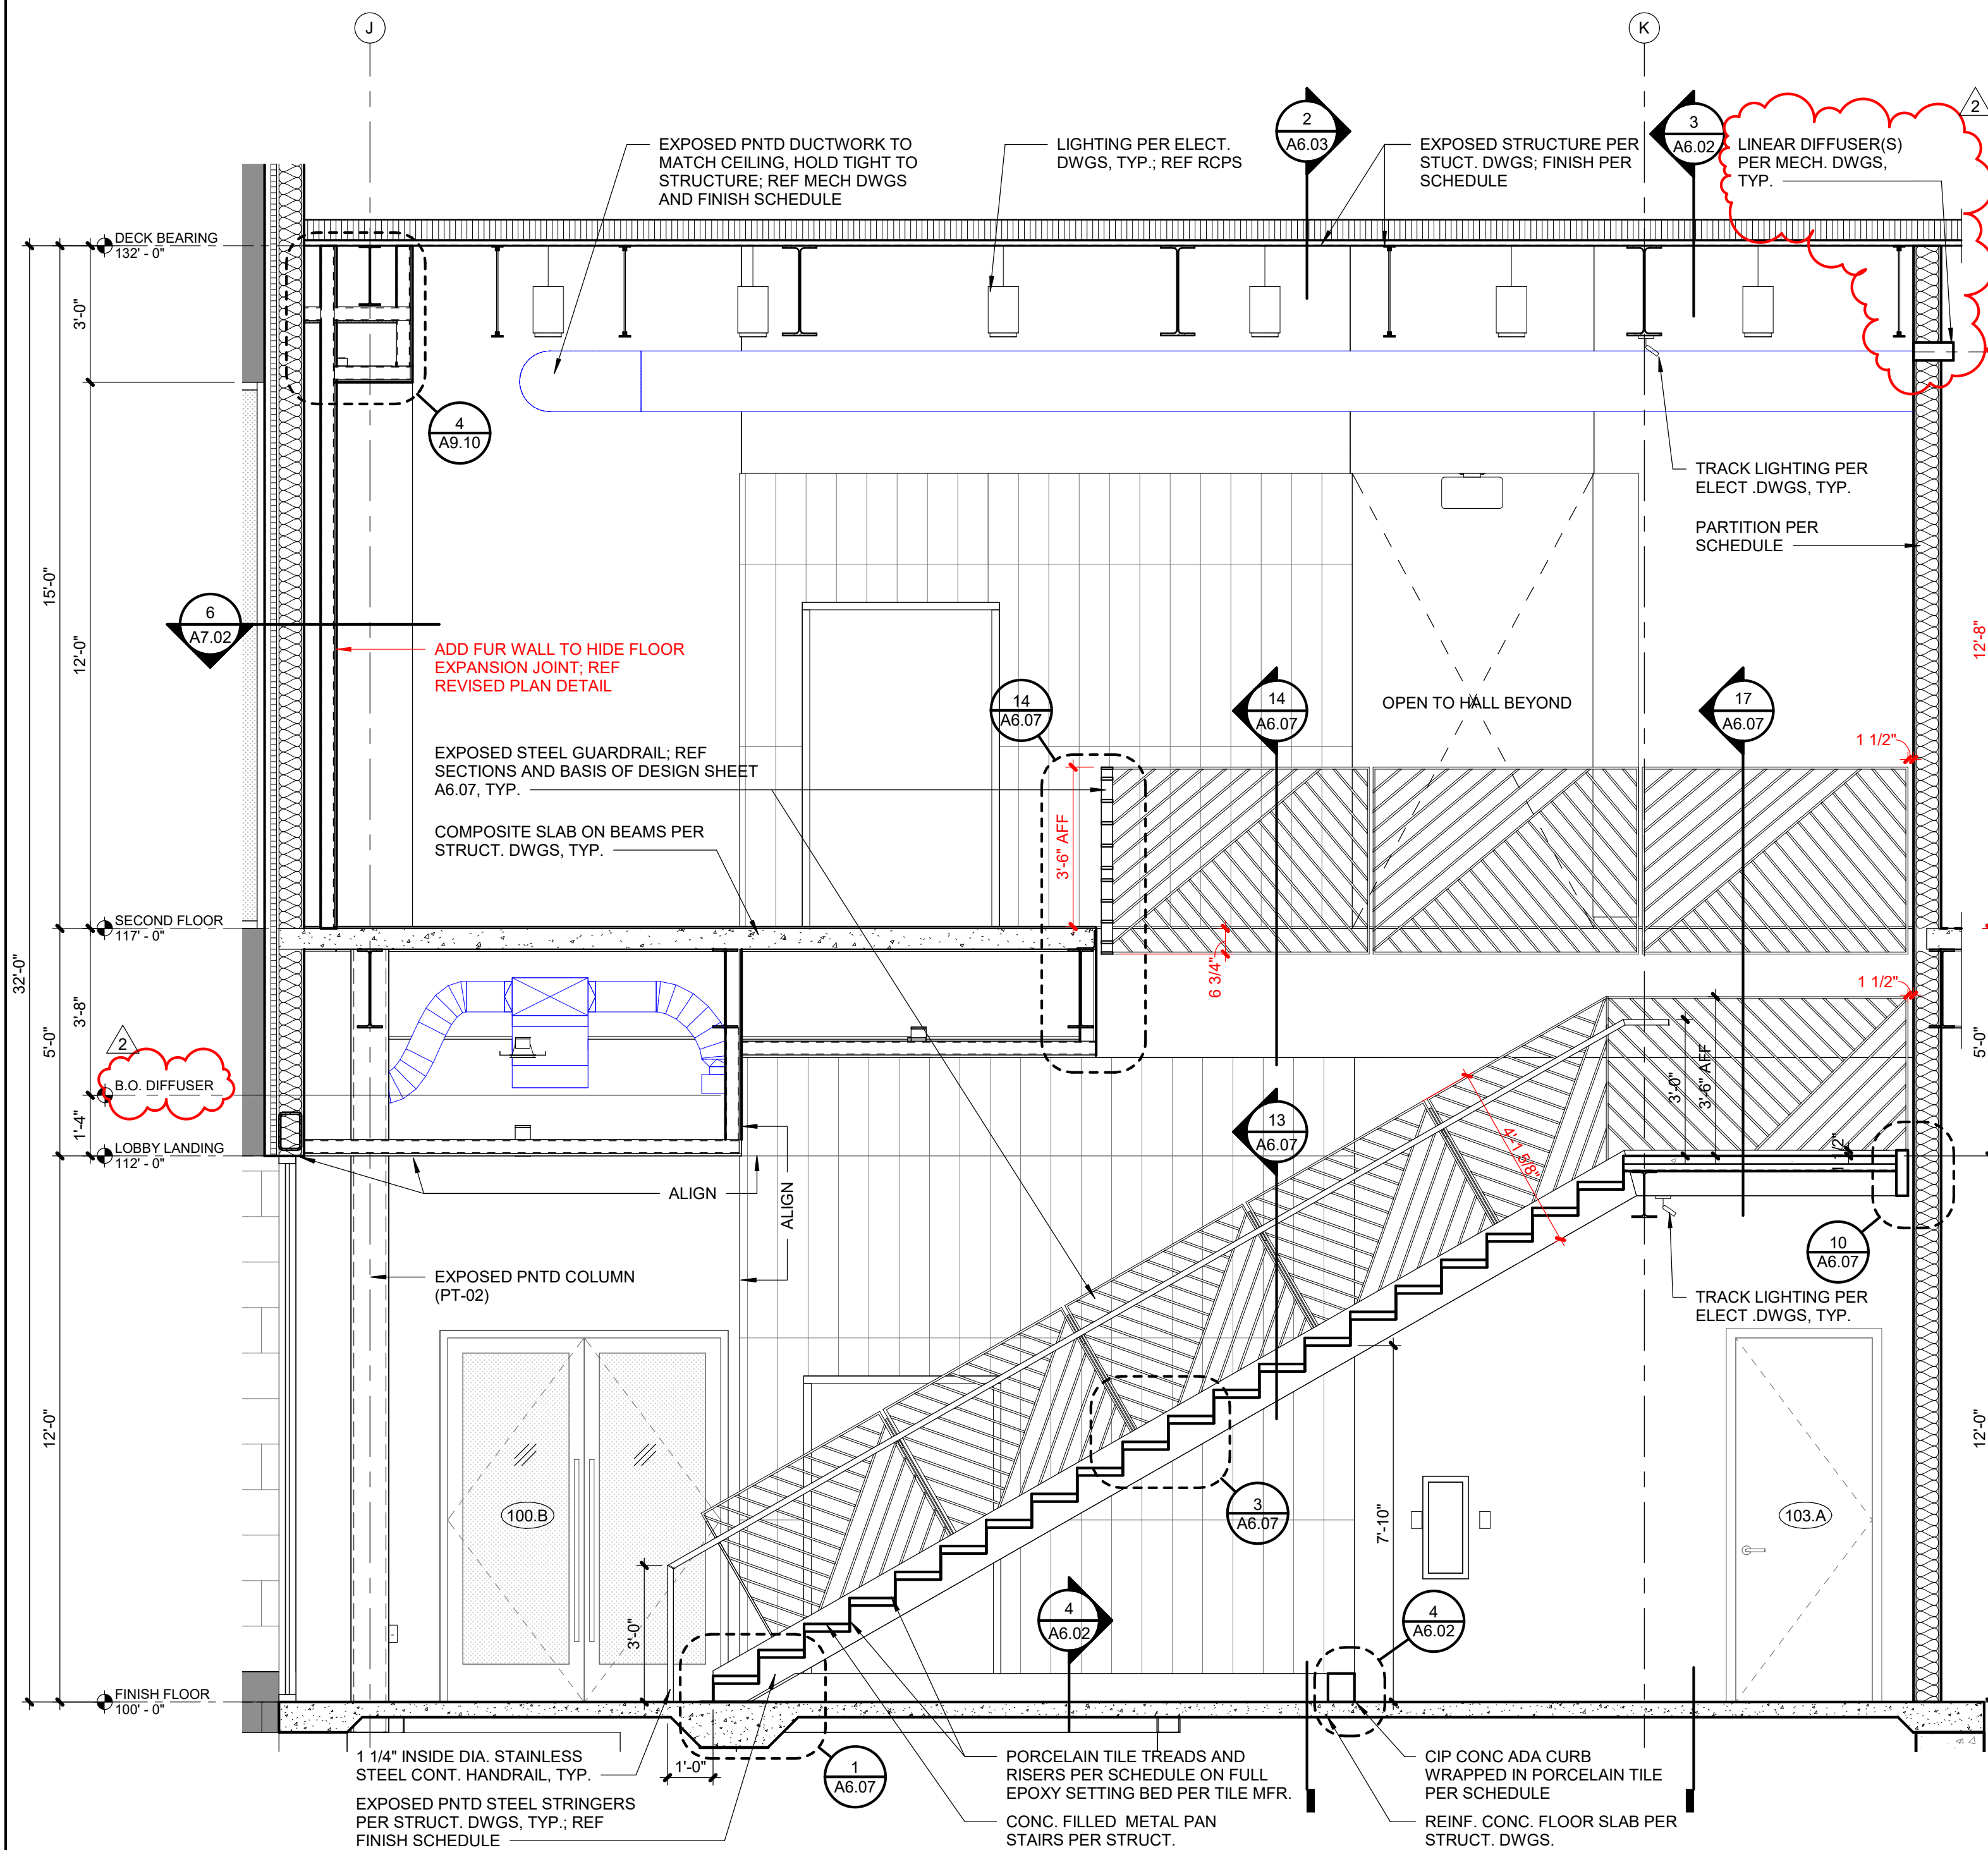 J
K
2
A6.03
3
A6.02
2
EXPOSED PNTD DUCTWORK TO
MATCH CEILING, HOLD TIGHT TO
STRUCTURE; REF MECH DWGS
AND FINISH SCHEDULE
LIGHTING PER ELECT.
DWGS, TYP.; REF RCPS
EXPOSED STRUCTURE PER
STUCT. DWGS; FINISH PER
SCHEDULE
LINEAR DIFFUSER(S)
PER MECH. DWGS,
TYP.
DECK BEARING
132' - 0"
3'-0"
4
A9.10
TRACK LIGHTING PER
ELECT .DWGS, TYP.
PARTITION PER
SCHEDULE
15'-0"
12'-0"
6
A7.02
12'-8"
ADD FUR WALL TO HIDE FLOOR
EXPANSION JOINT; REF
REVISED PLAN DETAIL
14
A6.07
14
A6.07
OPEN TO HALL BEYOND
17
A6.07
1 1/2"
EXPOSED STEEL GUARDRAIL; REF
SECTIONS AND BASIS OF DESIGN SHEET
A6.07, TYP.
COMPOSITE SLAB ON BEAMS PER
STRUCT. DWGS, TYP.
3'-6" AFF
SECOND FLOOR
117' - 0"
32'-0"
6 3/4"
1 1/2"
3'-8"
5'-0"
5'-0"
2
B.O. DIFFUSER
1'-4"
3'-0"
3'-6" AFF
4'-1 5/8"
13
A6.07
1 1/2"
LOBBY LANDING
112' - 0"
ALIGN
ALIGN
10
A6.07
EXPOSED PNTD COLUMN
(PT-02)
TRACK LIGHTING PER
ELECT .DWGS, TYP.
12'-0"
12'-0"
100.B
3
A6.07
7'-10"
103.A
3'-0"
4
A6.02
4
A6.02
FINISH FLOOR
100' - 0"
1 1/4" INSIDE DIA. STAINLESS
STEEL CONT. HANDRAIL, TYP.
1'-0"
1
A6.07
EXPOSED PNTD STEEL STRINGERS
PER STRUCT. DWGS, TYP.; REF
FINISH SCHEDULE
PORCELAIN TILE TREADS AND
RISERS PER SCHEDULE ON FULL
EPOXY SETTING BED PER TILE MFR.
CONC. FILLED METAL PAN
STAIRS PER STRUCT.
CIP CONC ADA CURB
WRAPPED IN PORCELAIN TILE
PER SCHEDULE
REINF. CONC. FLOOR SLAB PER
STRUCT. DWGS.